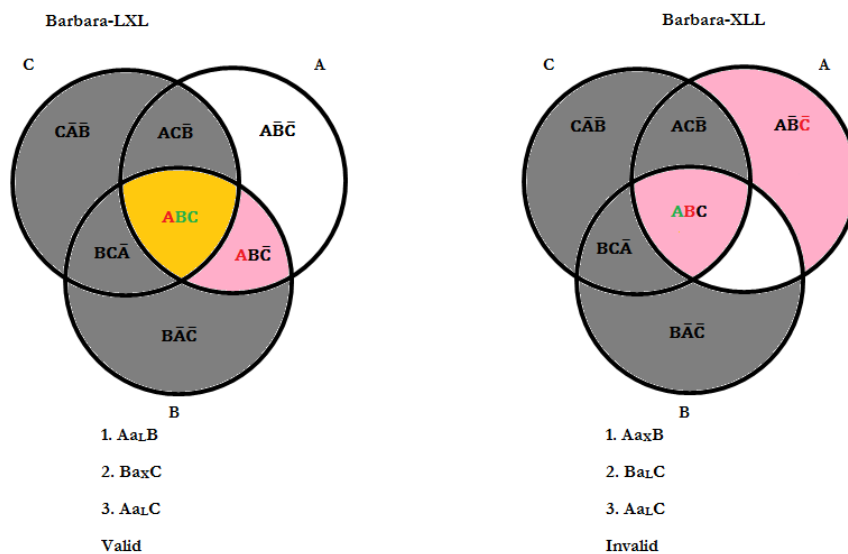 Barbara-LXL
C
A
CĀB̄
ACB̄
AB̄C̄
ABC
BCĀ
ABC̄
BĀC̄
B
1. AaLB
2. BaXC
3. AaLC
Valid
Barbara-XLL
C
A
CĀB̄
ACB̄
AB̄C̄
ABC
BCĀ
BĀC̄
B
1. AaXB
2. BaLC
3. AaLC
Invalid